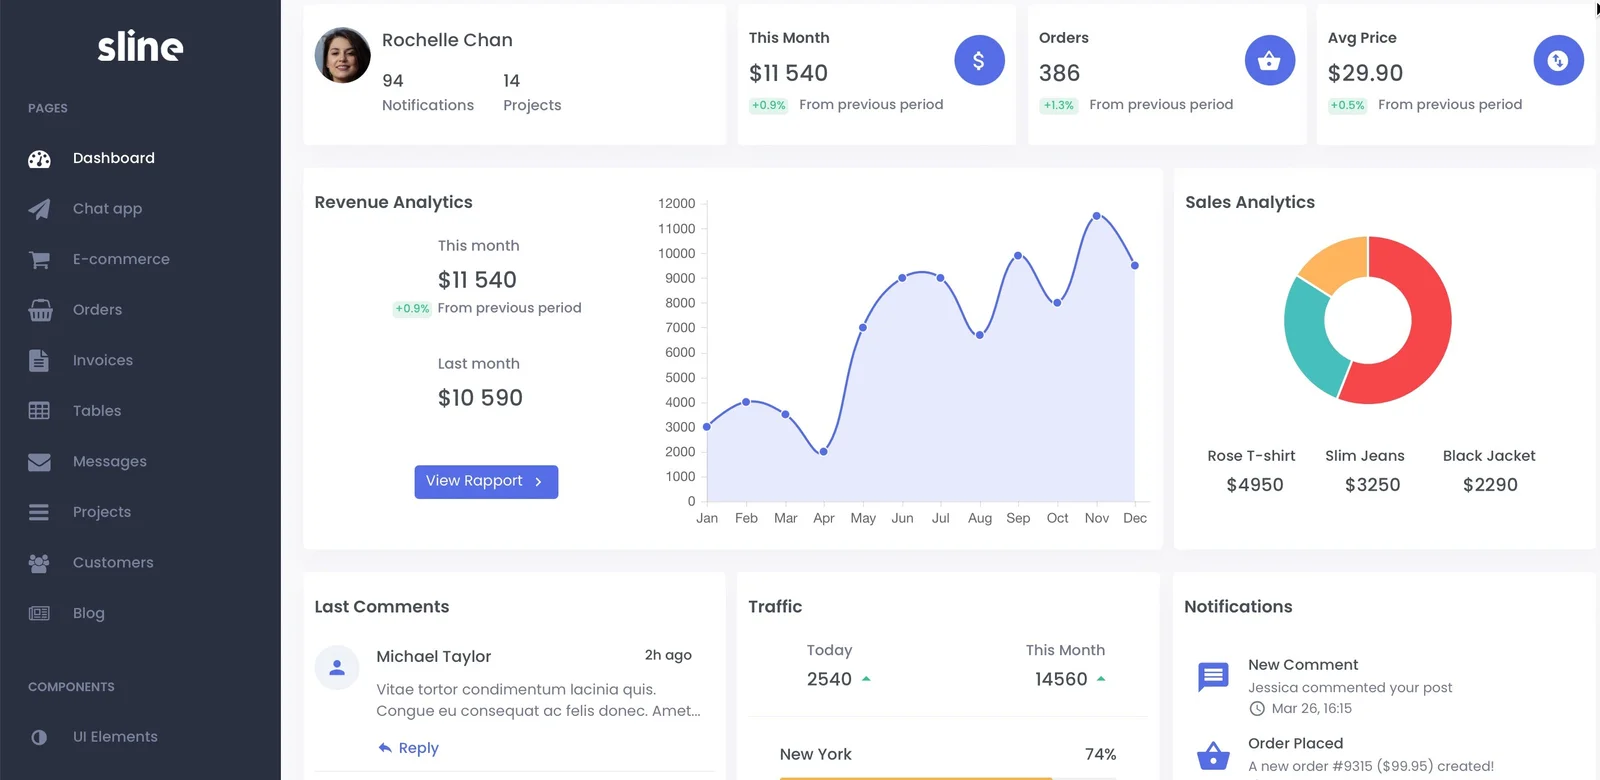 sline
PAGES
Dashboard
Chat app
E-commerce
Orders
Invoices
Tables
Messages
Projects
Customers
Blog
COMPONENTS
UI Elements
Rochelle Chan
94
Notifications
14
Projects
This Month
$11 540
+0.9% From previous period
Orders
386
+1.3% From previous period
Avg Price
$29.90
+0.5% From previous period
Revenue Analytics
This month
$11 540
+0.9% From previous period
Last month
$10 590
View Rapport
12000
11000
10000
9000
8000
7000
6000
5000
4000
3000
2000
1000
0
Jan Feb Mar Apr May Jun Jul Aug Sep Oct Nov Dec
Sales Analytics
Rose T-shirt
$4950
Slim Jeans
$3250
Black Jacket
$2290
Last Comments
Michael Taylor
2h ago
Vitae tortor condimentum lacinia quis.
Congue eu consequat ac felis donec. Amet...
Reply
Traffic
Today
2540
This Month
14560
New York
74%
Notifications
New Comment
Jessica commented your post
Mar 26, 16:15
Order Placed
A new order #9315 ($99.95) created!